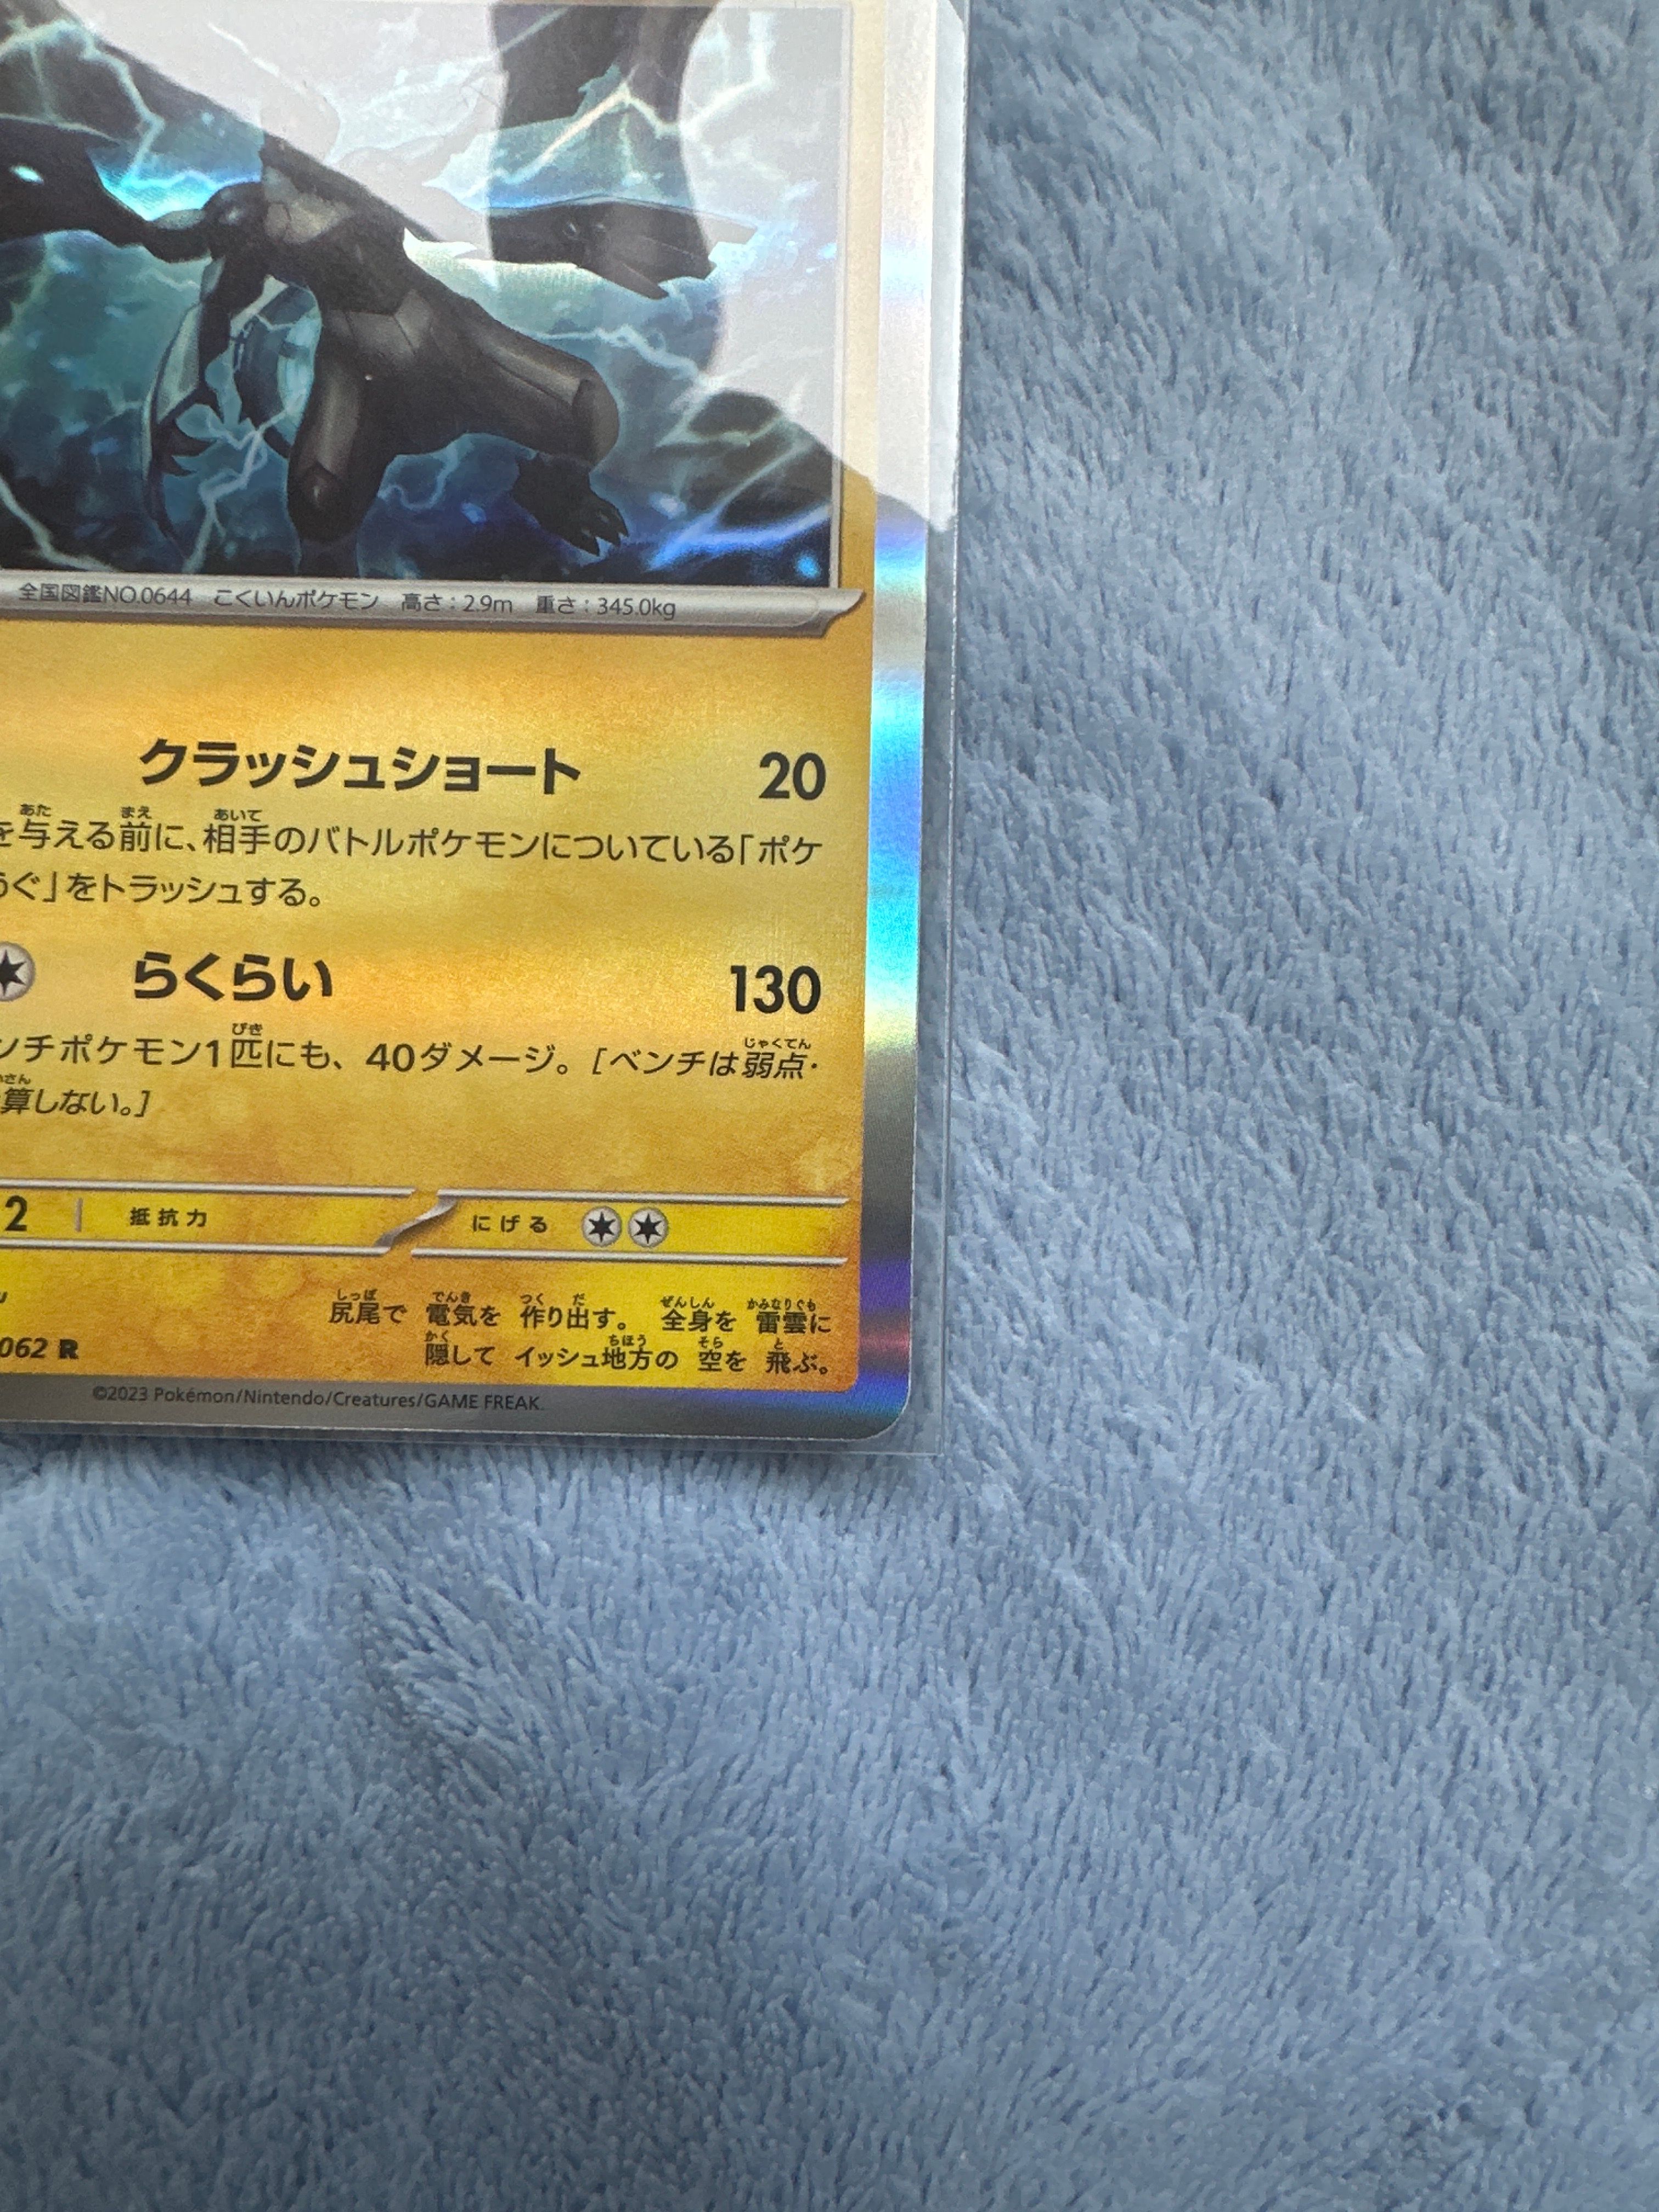 全国図鑑NO.0644 こくいんポケモン 高さ：2.9m 重さ：345.0kg
クラッシュショート 20
を与える前に、相手のバトルポケモンについている「ポケ
うぐ」をトラッシュする。
らくらい 130
ンチポケモン1匹にも、40ダメージ。[ベンチは弱点・
算しない。]
2 抵抗力 にげる
尻尾で 電気を 作り出す。 全身を 雷雲に
062 R 隠して イッシュ地方の 空を 飛ぶ。
©2023 Pokémon/Nintendo/Creatures/GAME FREAK.